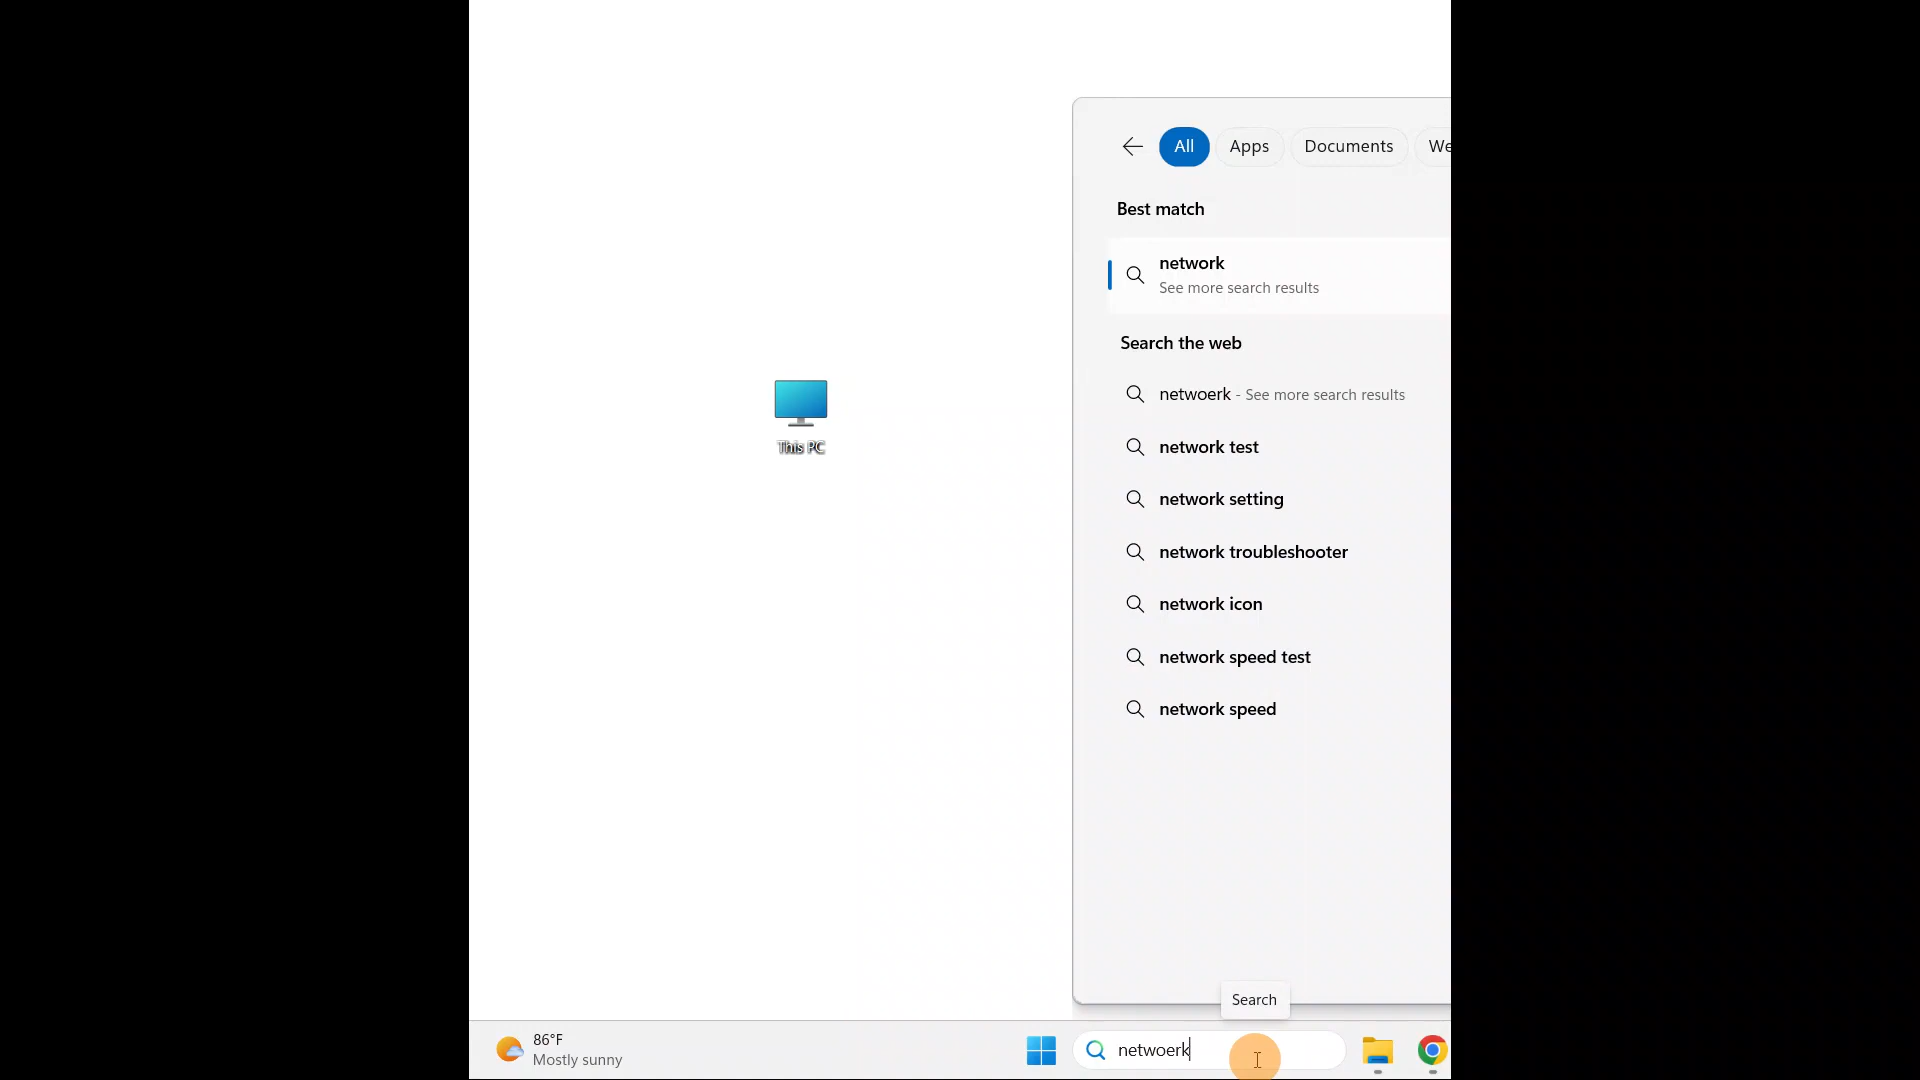 All Apps Documents We
Best match
network
See more search results
Search the web
netwoerk - See more search results
network test
network setting
network troubleshooter
network icon
network speed test
network speed
This PC
Search
86°F
Mostly sunny
netwoerk